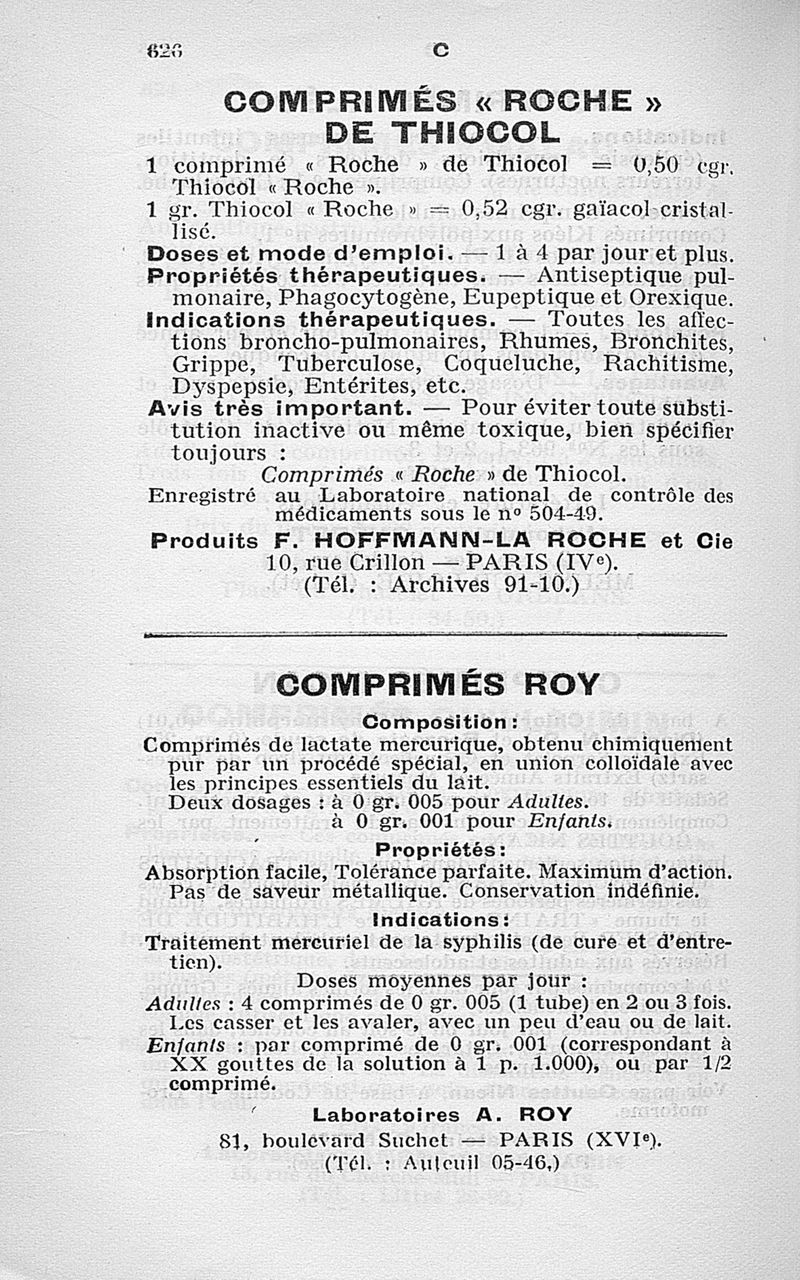 626 C
COMPRIMÉS « ROCHE »
DE THIOCOL
1 comprimé « Roche » de Thiocol = 0,50 cgr.
Thiocol « Roche ».
1 gr. Thiocol « Roche » = 0,52 cgr. gaïacol cristal-
lisé.
Doses et mode d'emploi. — 1 à 4 par jour et plus.
Propriétés thérapeutiques. — Antiseptique pul-
monaire, Phagocytogène, Eupeptique et Orexique.
Indications thérapeutiques. — Toutes les affec-
tions broncho-pulmonaires, Rhumes, Bronchites,
Grippe, Tuberculose, Coqueluche, Rachitisme,
Dyspepsie, Entérites, etc.
Avis très important. — Pour éviter toute substi-
tution inactive ou même toxique, bien spécifier
toujours :
Comprimés « Roche » de Thiocol.
Enregistré au Laboratoire national de contrôle des
médicaments sous le n° 504-49.
Produits F. HOFFMANN-LA ROCHE et Cie
10, rue Crillon — PARIS (IVe).
(Tél. : Archives 91-10.)
COMPRIMÉS ROY
Composition :
Comprimés de lactate mercurique, obtenu chimiquement
pur par un procédé spécial, en union colloïdale avec
les principes essentiels du lait.
Deux dosages : à 0 gr. 005 pour Adultes.
à 0 gr. 001 pour Enfants.
Propriétés :
Absorption facile, Tolérance parfaite. Maximum d'action.
Pas de saveur métallique. Conservation indéfinie.
Indications :
Traitement mercuriel de la syphilis (de cure et d'entre-
tien).
Doses moyennes par jour :
Adultes : 4 comprimés de 0 gr. 005 (1 tube) en 2 ou 3 fois.
Les casser et les avaler, avec un peu d'eau ou de lait.
Enfants : par comprimé de 0 gr. 001 (correspondant à
XX gouttes de la solution à 1 p. 1.000), ou par 1/2
comprimé.
Laboratoires A. ROY
81, boulevard Suchet — PARIS (XVIe).
(Tél. : Auteuil 05-46.)